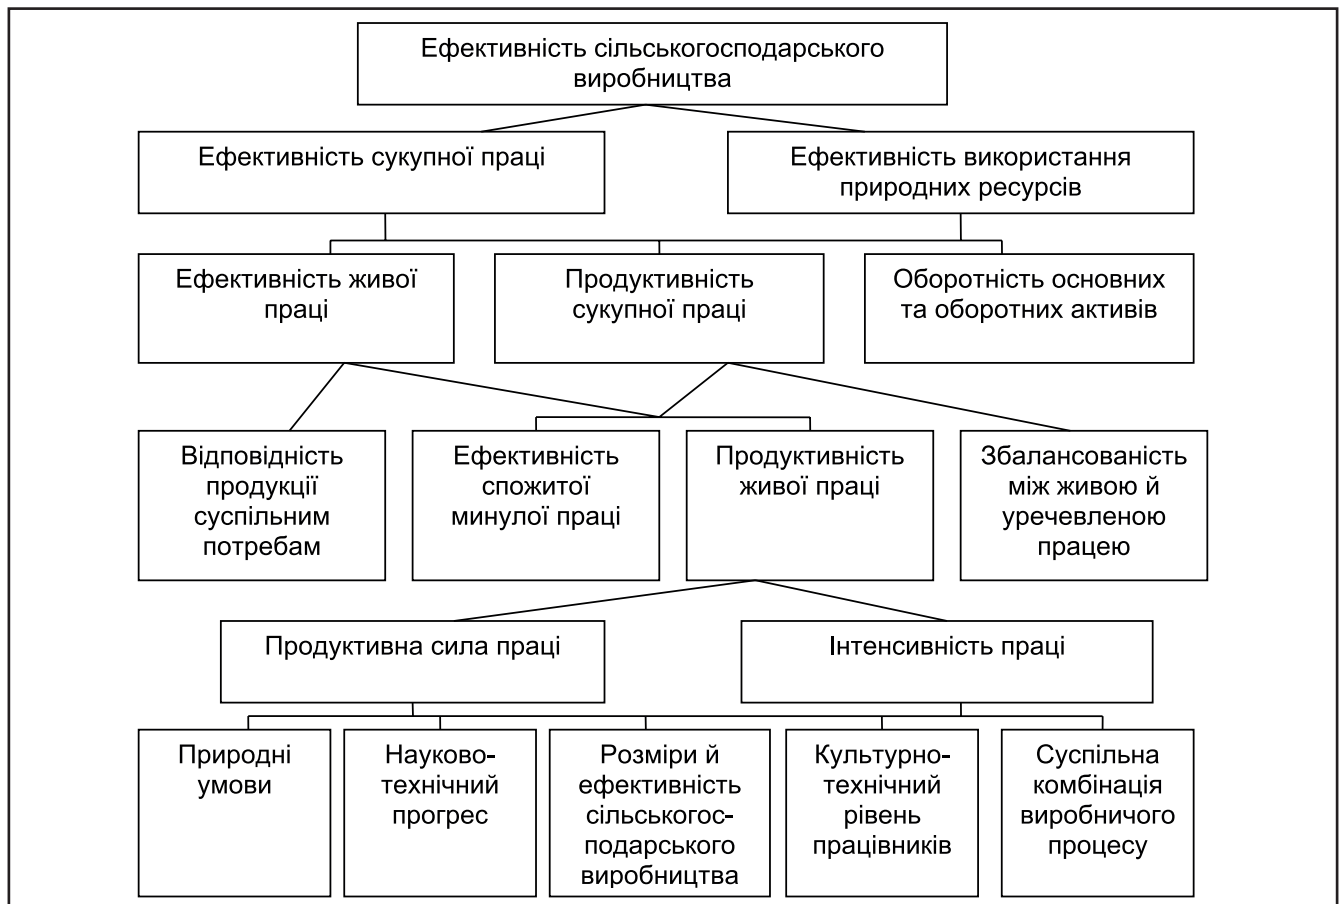 Ефективність сільськогосподарського
виробництва
Ефективність сукупної праці
Ефективність використання
природних ресурсів
Ефективність живої
праці
Продуктивність
сукупної праці
Оборотність основних
та оборотних активів
Відповідність
продукції
суспільним
потребам
Ефективність
спожитої
минулої праці
Продуктивність
живої праці
Збалансованість
між живою й
уречевленою
працею
Продуктивна сила праці
Інтенсивність праці
Природні
умови
Науково-
технічний
прогрес
Розміри й
ефективність
сільськогос-
подарського
виробництва
Культурно-
технічний
рівень
працівників
Суспільна
комбінація
виробничого
процесу